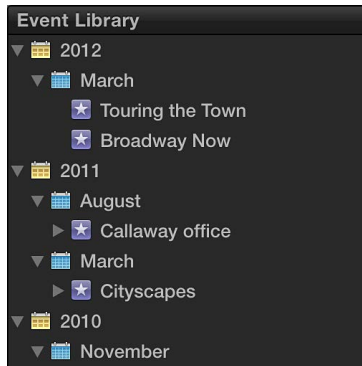 Event Library
2012
March
Touring the Town
Broadway Now
2011
August
Callaway office
March
Cityscapes
2010
November